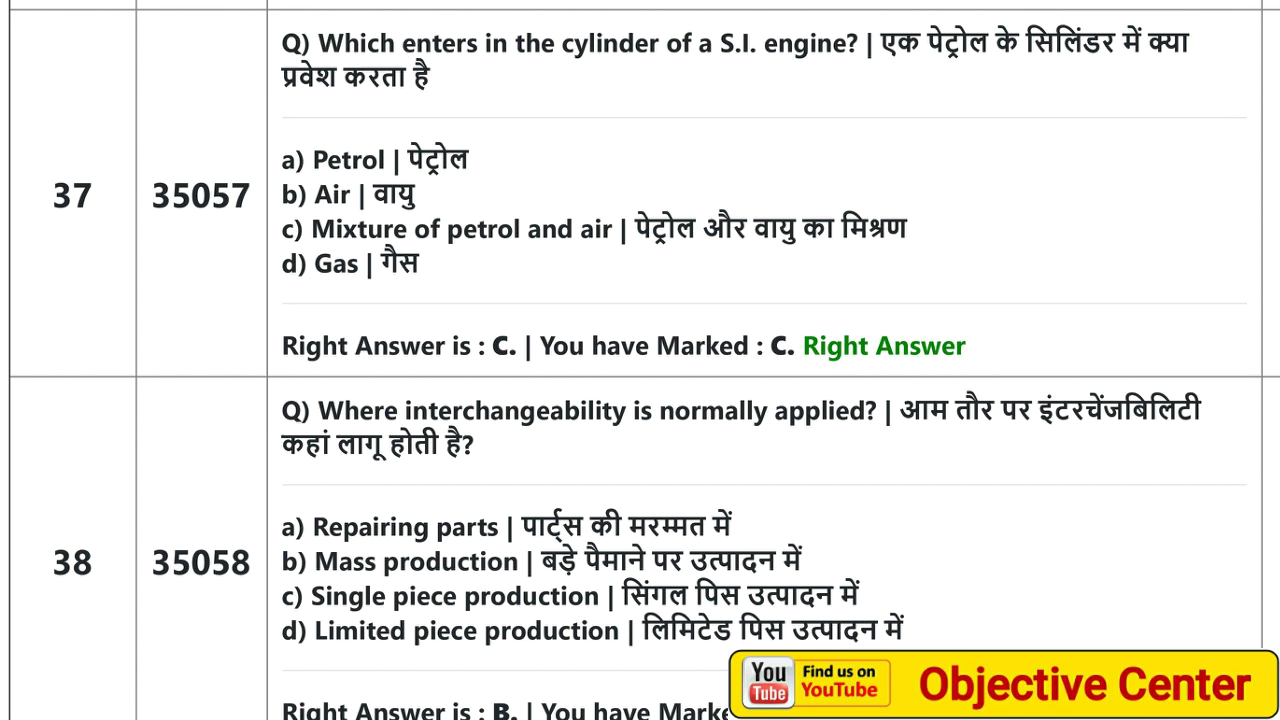 37
35057
Q) Which enters in the cylinder of a S.I. engine? | एक पेट्रोल के सिलिंडर में क्या
प्रवेश करता है
a) Petrol | पेट्रोल
b) Air | वायु
c) Mixture of petrol and air | पेट्रोल और वायु का मिश्रण
d) Gas | गैस
Right Answer is : C. | You have Marked : C. Right Answer
38
35058
Q) Where interchangeability is normally applied? | आम तौर पर इंटरचेंजबिलिटी
कहां लागू होती है?
a) Repairing parts | पार्ट्स की मरम्मत में
b) Mass production | बड़े पैमाने पर उत्पादन में
c) Single piece production | सिंगल पिस उत्पादन में
d) Limited piece production | लिमिटेड पिस उत्पादन में
Right Answer is : B. | You have Marke
You Tube
Find us on
YouTube
Objective Center